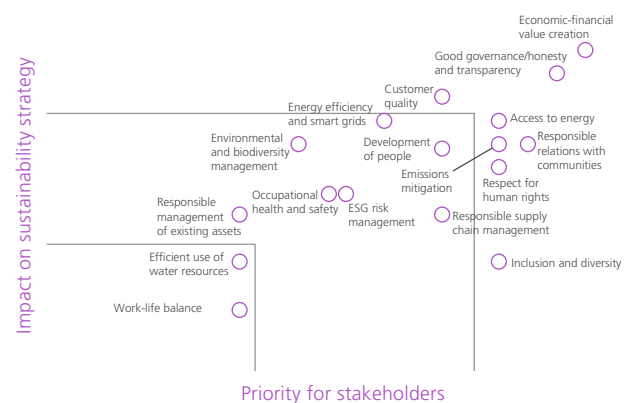 Economic-financial
value creation
Good governance/honesty
and transparency
Customer
quality
Energy efficiency
and smart grids
Access to energy
Environmental
and biodiversity
management
Development
of people
Responsible
relations with
communities
Emissions
mitigation
Respect for
human rights
Occupational
health and safety
ESG risk
management
Responsible
management
of existing assets
Responsible supply
chain management
Efficient use of
water resources
Inclusion and diversity
Work-life balance
Impact on sustainability strategy
Priority for stakeholders